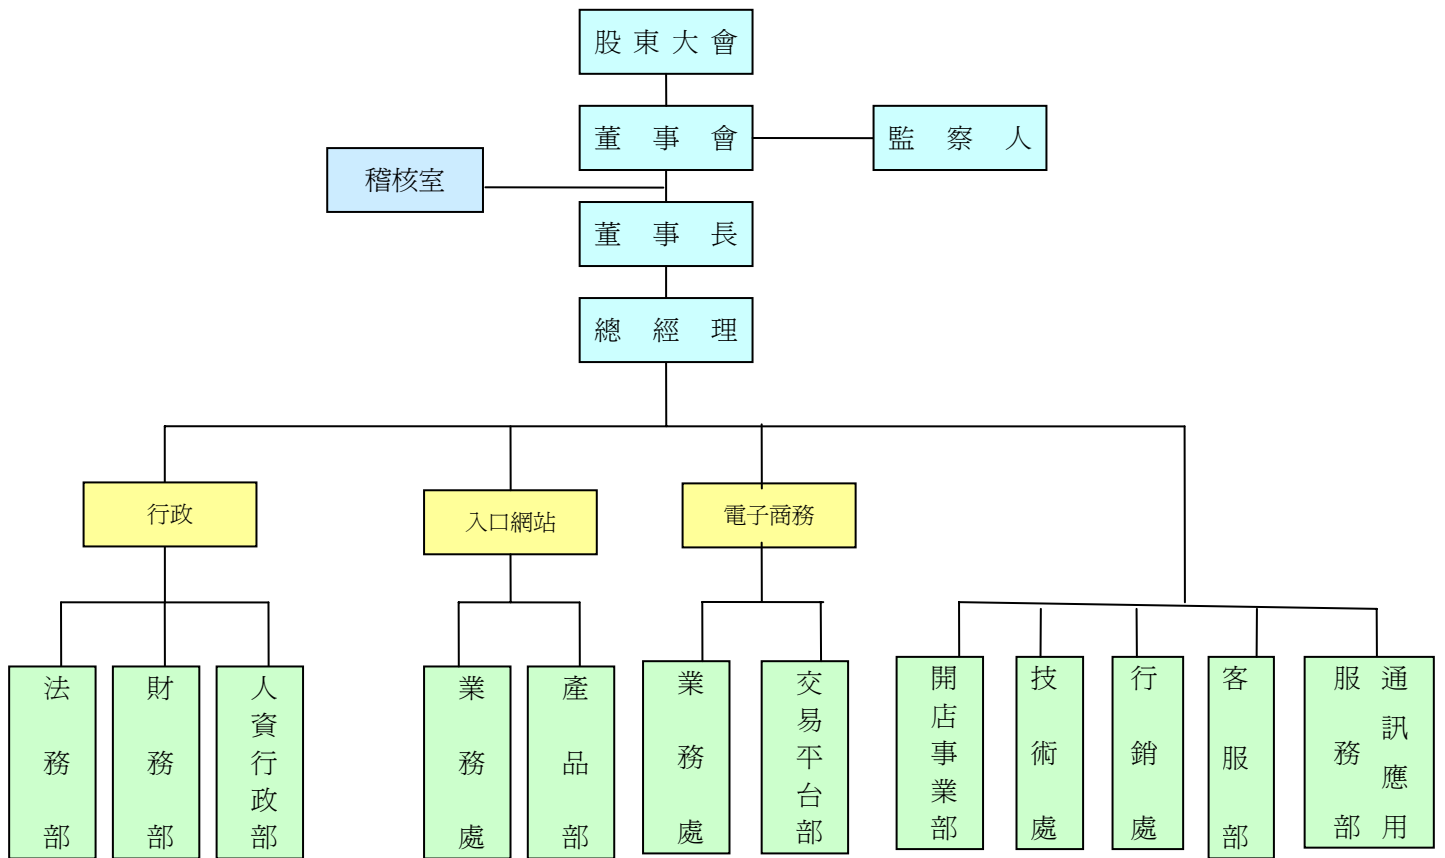 股東大會
董事會
監察人
稽核室
董事長
總經理
行政
入口網站
電子商務
法務部
財務部
人資行政部
業務處
產品部
業務處
交易平台部
開店事業部
技術處
行銷處
客服部
通訊應用
服務部